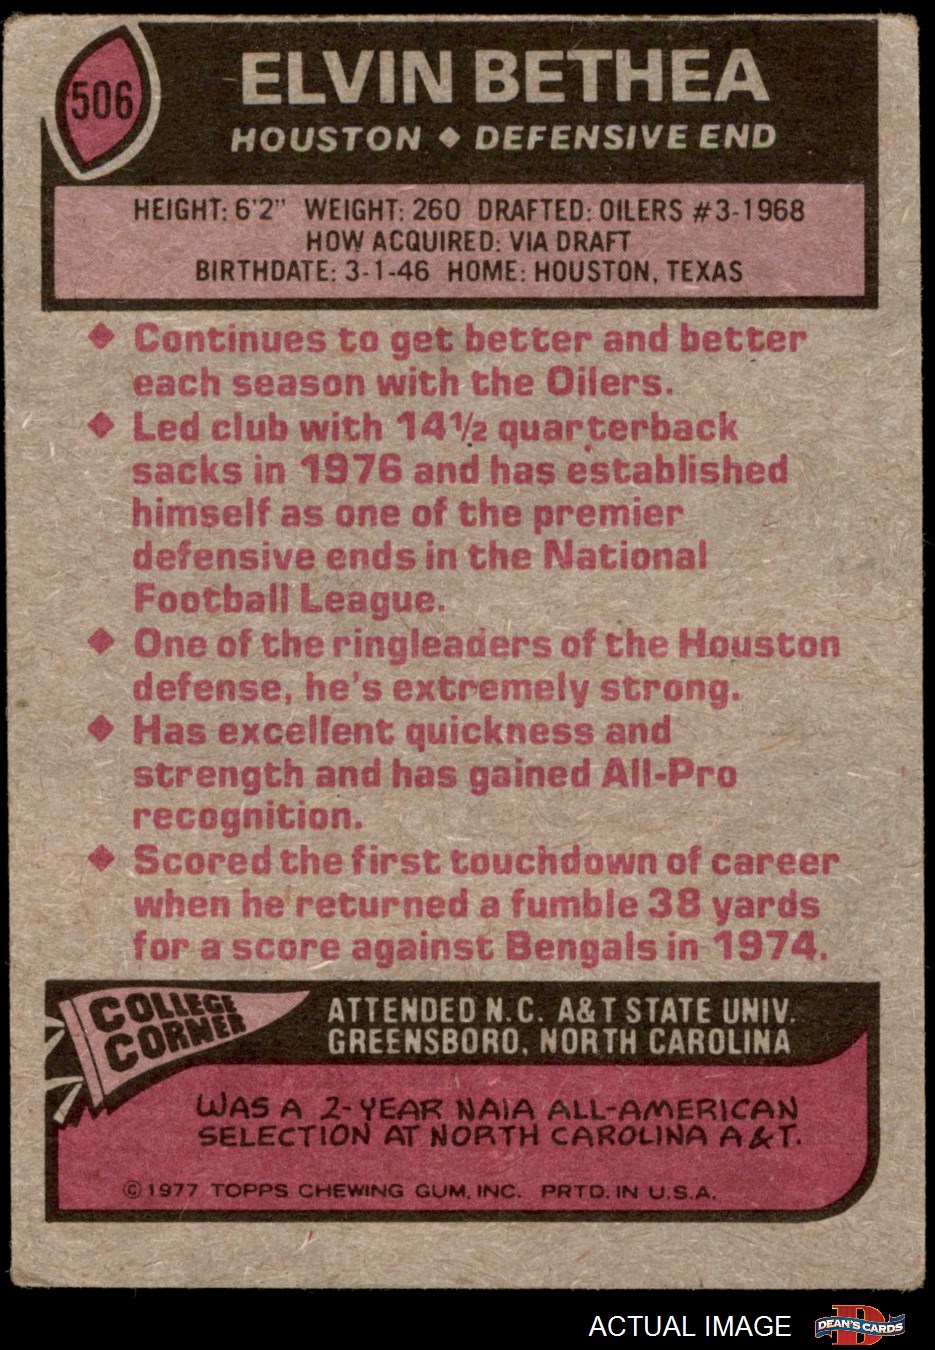 506
ELVIN BETHEA
HOUSTON ◆ DEFENSIVE END
HEIGHT: 6'2" WEIGHT: 260 DRAFTED: OILERS #3-1968
HOW ACQUIRED: VIA DRAFT
BIRTHDATE: 3-1-46 HOME: HOUSTON, TEXAS
◆ Continues to get better and better
each season with the Oilers.
◆ Led club with 14½ quarterback
sacks in 1976 and has established
himself as one of the premier
defensive ends in the National
Football League.
◆ One of the ringleaders of the Houston
defense, he's extremely strong.
◆ Has excellent quickness and
strength and has gained All-Pro
recognition.
◆ Scored the first touchdown of career
when he returned a fumble 38 yards
for a score against Bengals in 1974.
COLLEGE
CORNER
ATTENDED N.C. A&T STATE UNIV.
GREENSBORO, NORTH CAROLINA
WAS A 2-YEAR NAIA ALL-AMERICAN
SELECTION AT NORTH CAROLINA A&T.
©1977 TOPPS CHEWING GUM, INC. PRTD. IN U.S.A.
ACTUAL IMAGE
DEAN'S CARDS